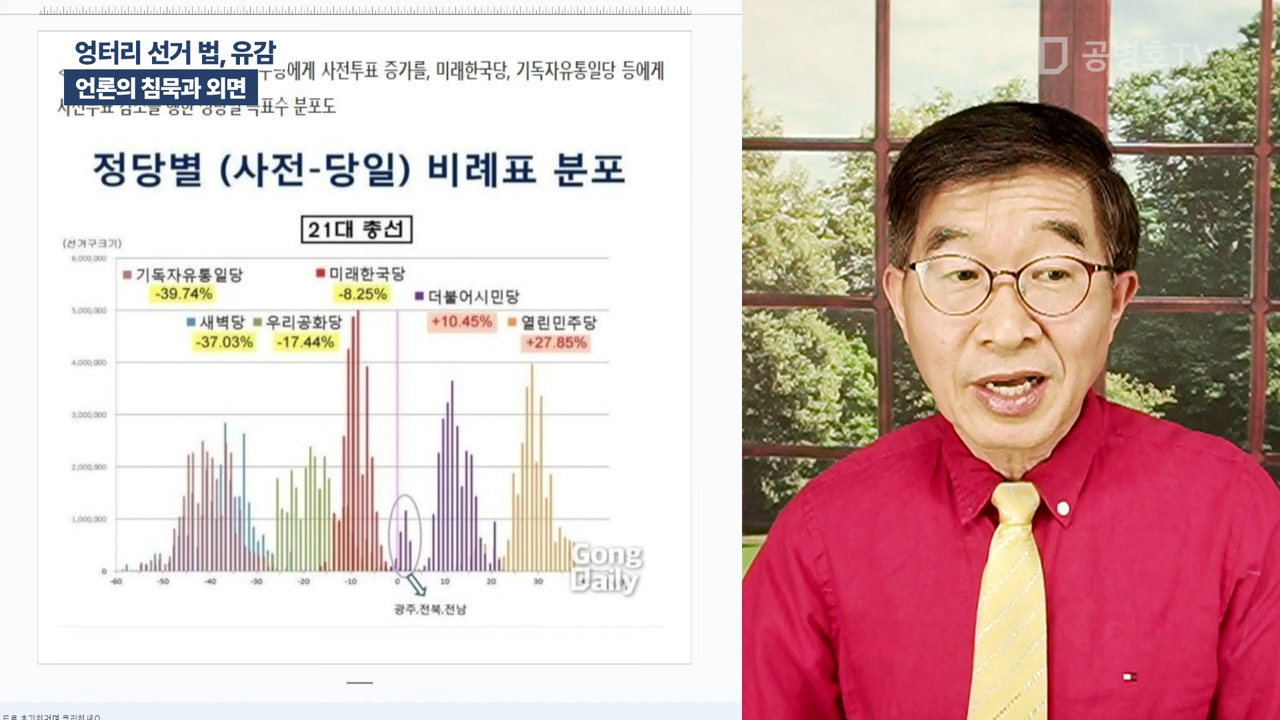 엉터리 선거 법, 유감
언론의 침묵과 외면
에게 사전투표 증가를, 미래한국당, 기독자유통일당 등에게
분포도
정당별 (사전-당일) 비례표 분포
21대 총선
(선거구크기)
6,000,000
기독자유통일당
미래한국당
-39.74%
-8.25%
더불어시민당
5,000,000
새벽당
우리공화당
+10.45%
열린민주당
-37.03%
-17.44%
+27.85%
4,000,000
3,000,000
2,000,000
1,000,000
0
-60 -50 -40 -30 -20 -10 0 10 20 30
광주,전북,전남
Gong
Daily
공병호TV